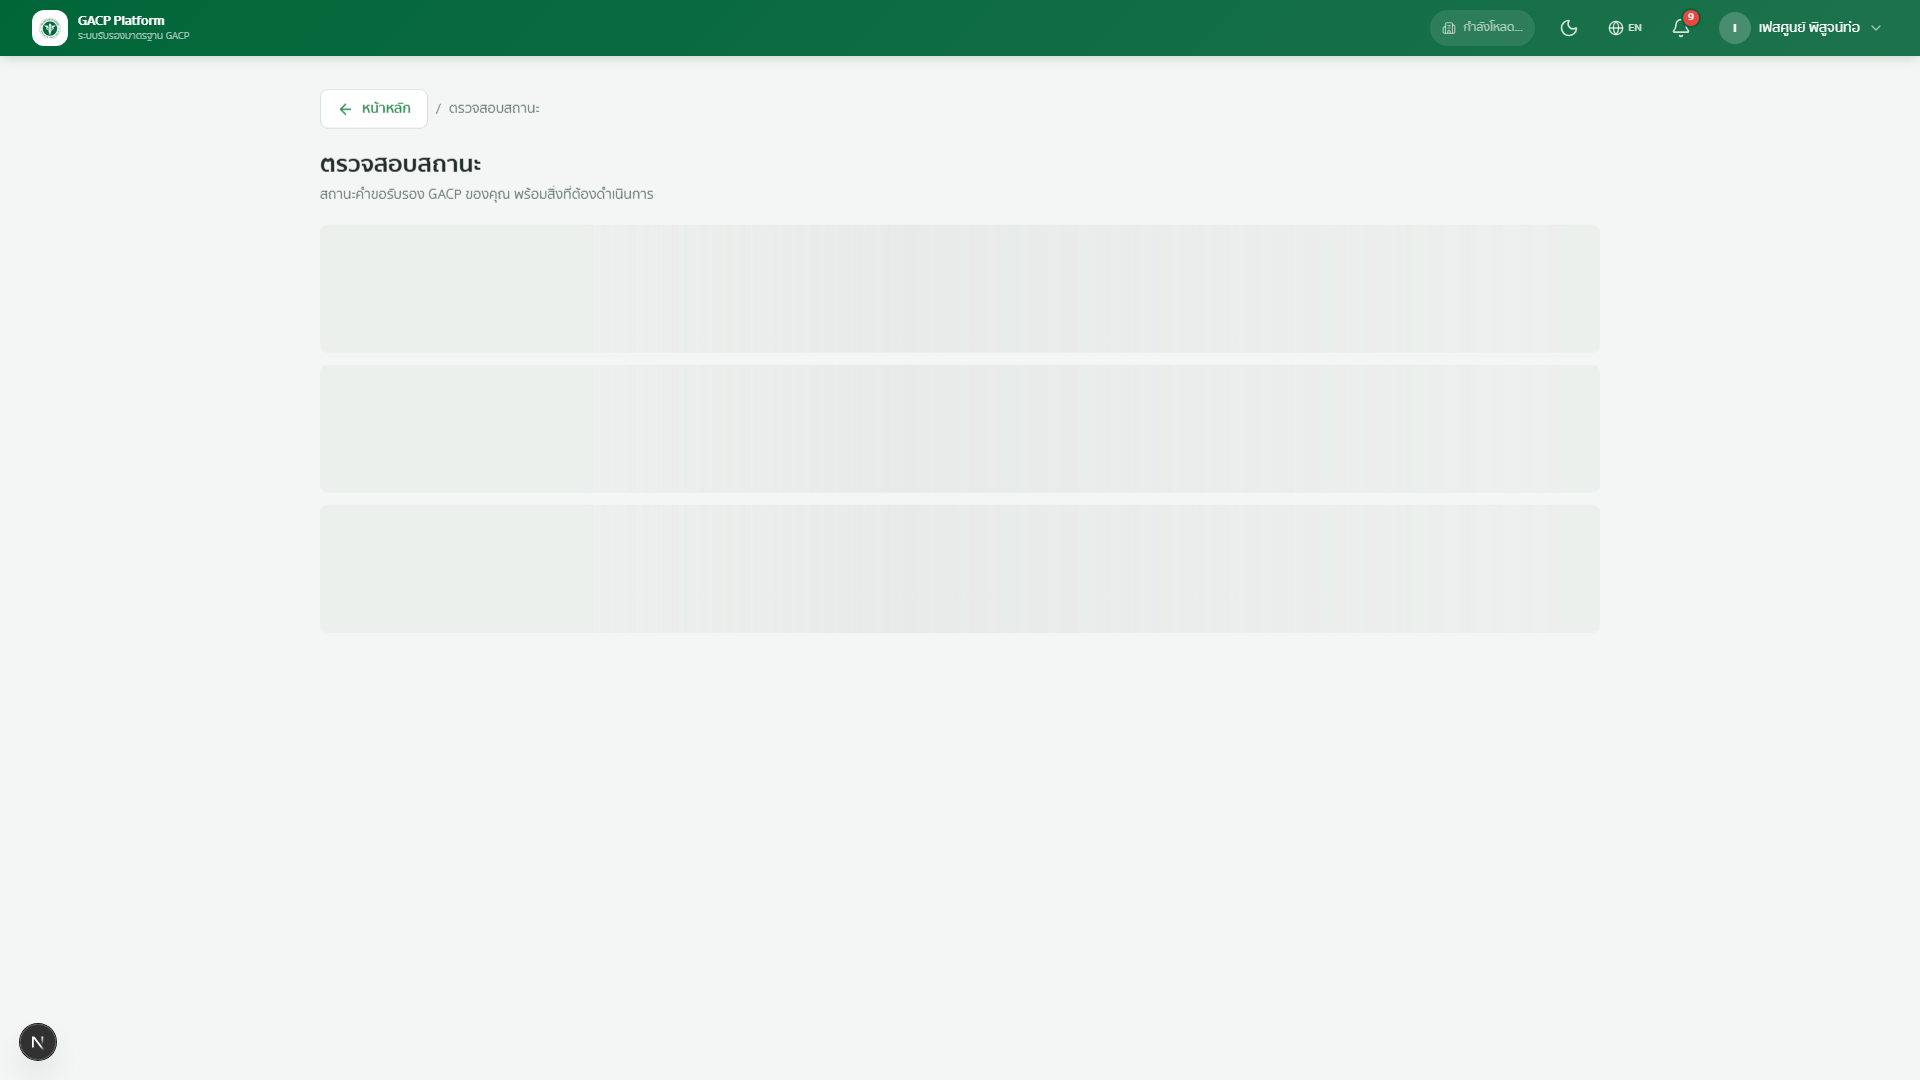 GACP Platform
ระบบรับรองมาตรฐาน GACP
กำลังโหลด...
EN
9
I
เฟสศูนย์ พิสูจน์ท่อ
หน้าหลัก / ตรวจสอบสถานะ
ตรวจสอบสถานะ
สถานะคำขอรับรอง GACP ของคุณ พร้อมสิ่งที่ต้องดำเนินการ
N